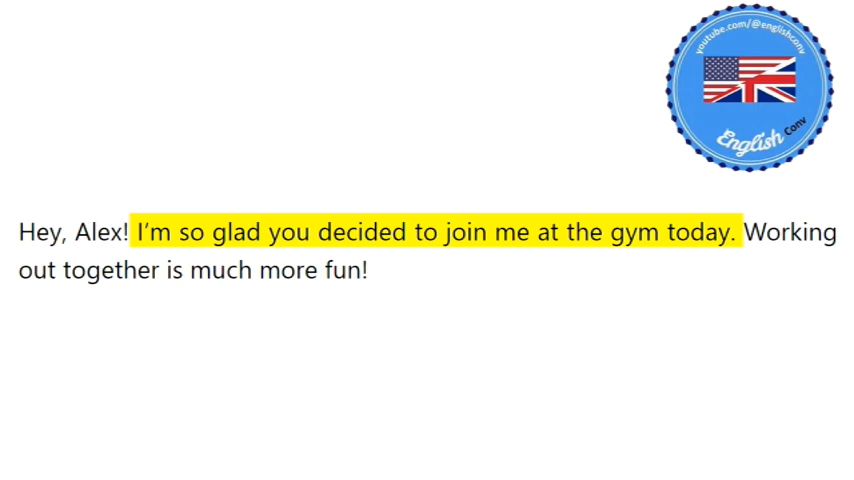 youtube.com/@englishconv
English Conv
Hey, Alex! I'm so glad you decided to join me at the gym today. Working
out together is much more fun!